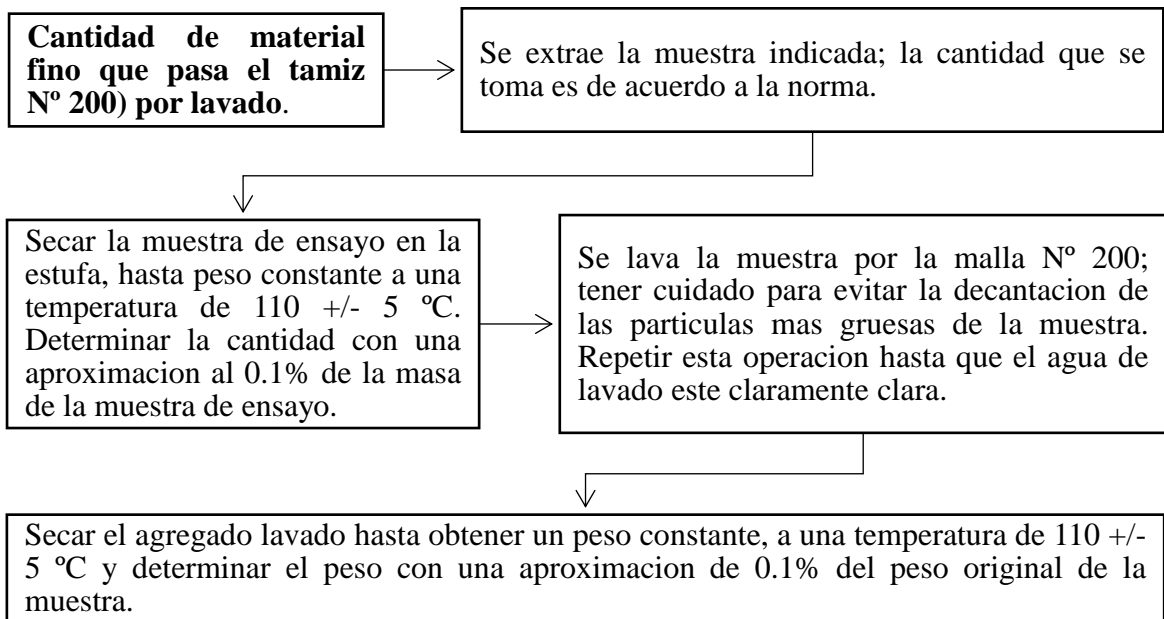 Cantidad de material
fino que pasa el tamiz
Nº 200) por lavado.
Se extrae la muestra indicada; la cantidad que se
toma es de acuerdo a la norma.
Secar la muestra de ensayo en la
estufa, hasta peso constante a una
temperatura de 110 +/- 5 ºC.
Determinar la cantidad con una
aproximacion al 0.1% de la masa
de la muestra de ensayo.
Se lava la muestra por la malla Nº 200;
tener cuidado para evitar la decantacion de
las particulas mas gruesas de la muestra.
Repetir esta operacion hasta que el agua de
lavado este claramente clara.
Secar el agregado lavado hasta obtener un peso constante, a una temperatura de 110 +/-
5 ºC y determinar el peso con una aproximacion de 0.1% del peso original de la
muestra.